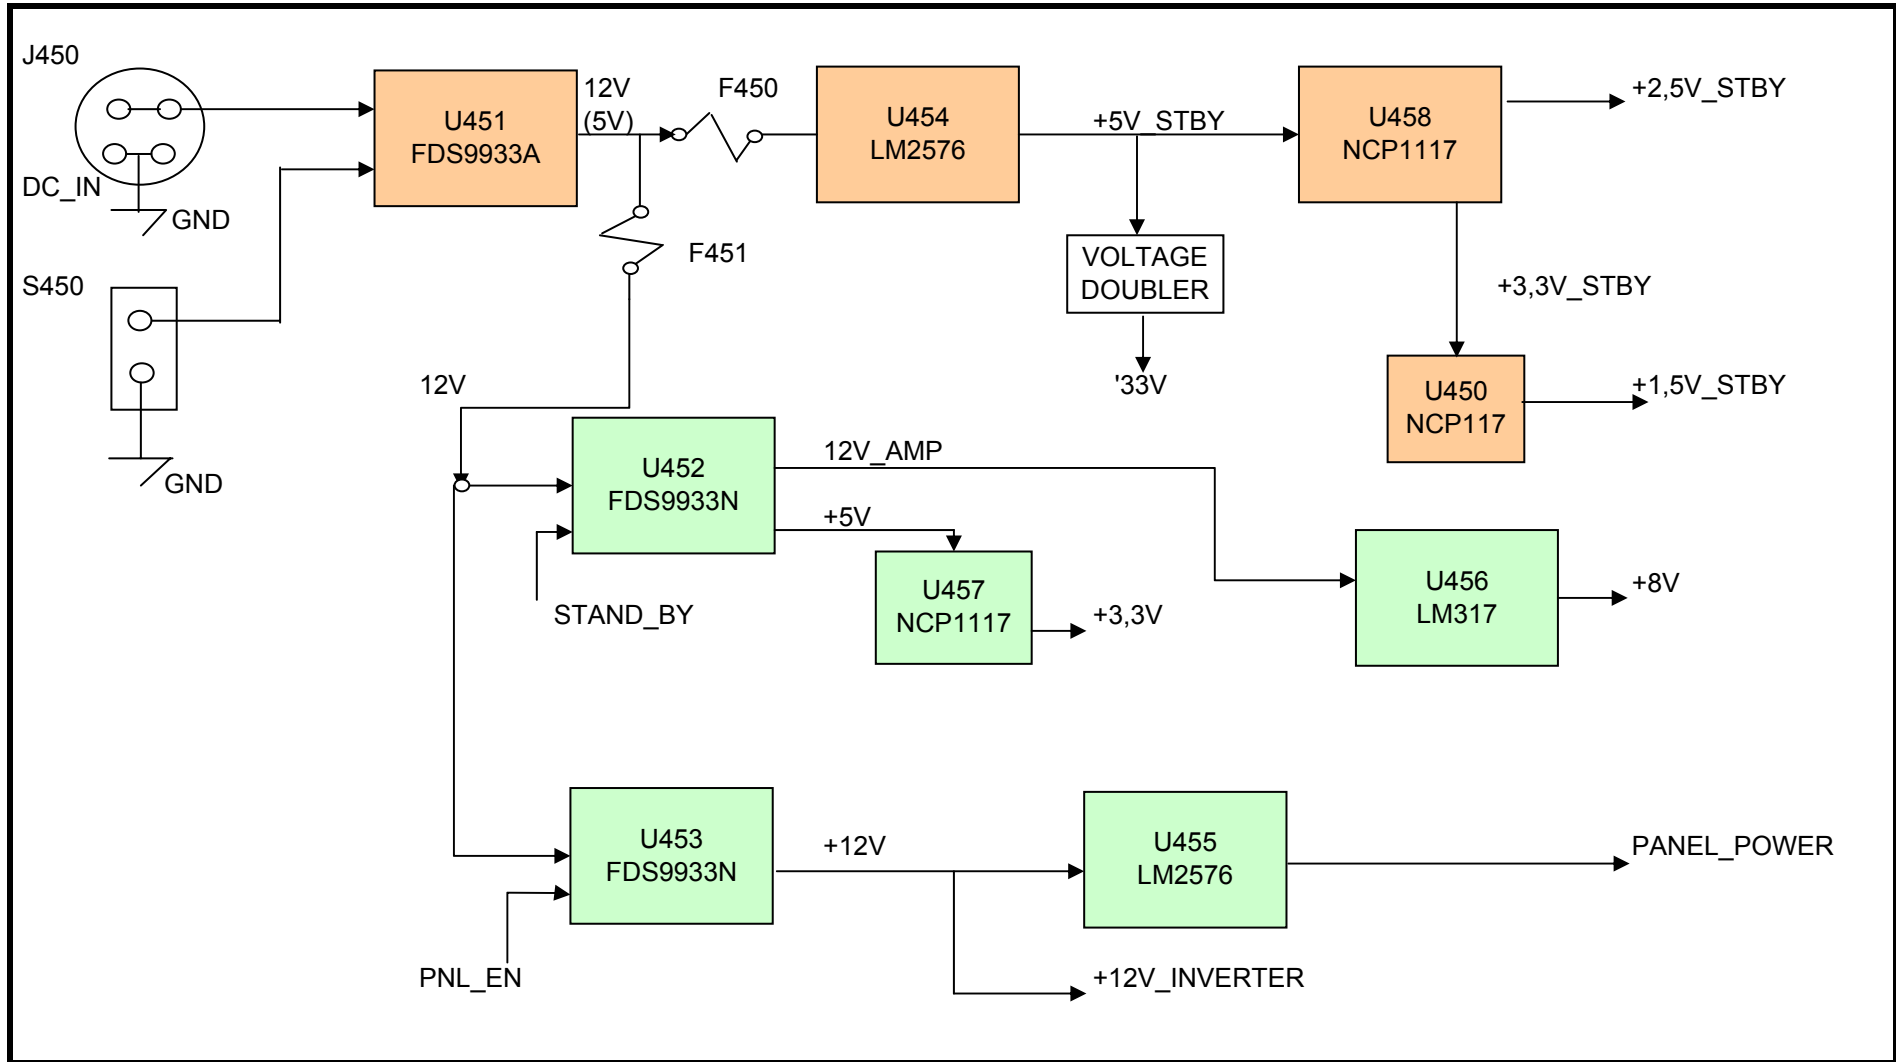 J450
DC_IN
GND
S450
GND
U451
FDS9933A
12V
(5V)
F450
F451
U454
LM2576
+5V_STBY
U458
NCP1117
+2,5V_STBY
VOLTAGE
DOUBLER
'33V
+3,3V_STBY
U450
NCP117
+1,5V_STBY
12V
U452
FDS9933N
STAND_BY
12V_AMP
+5V
U457
NCP1117
+3,3V
U456
LM317
+8V
U453
FDS9933N
PNL_EN
+12V
U455
LM2576
PANEL_POWER
+12V_INVERTER